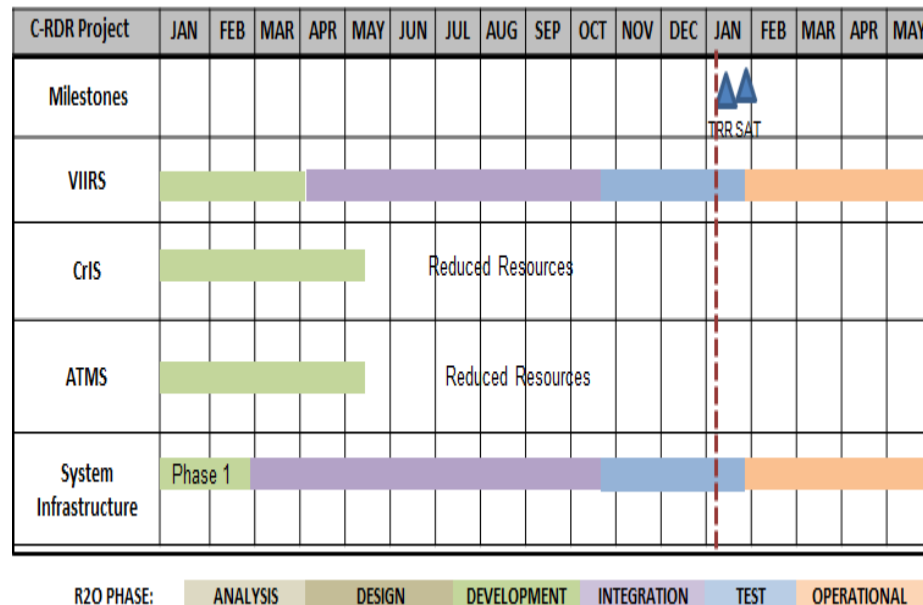 C-RDR Project JAN FEB MAR APR MAY JUN JUL AUG SEP OCT NOV DEC JAN FEB MAR APR MAY
Milestones
TRR SAT
VIIRS
CrIS Reduced Resources
ATMS Reduced Resources
System
Infrastructure
Phase 1
R2O PHASE: ANALYSIS DESIGN DEVELOPMENT INTEGRATION TEST OPERATIONAL